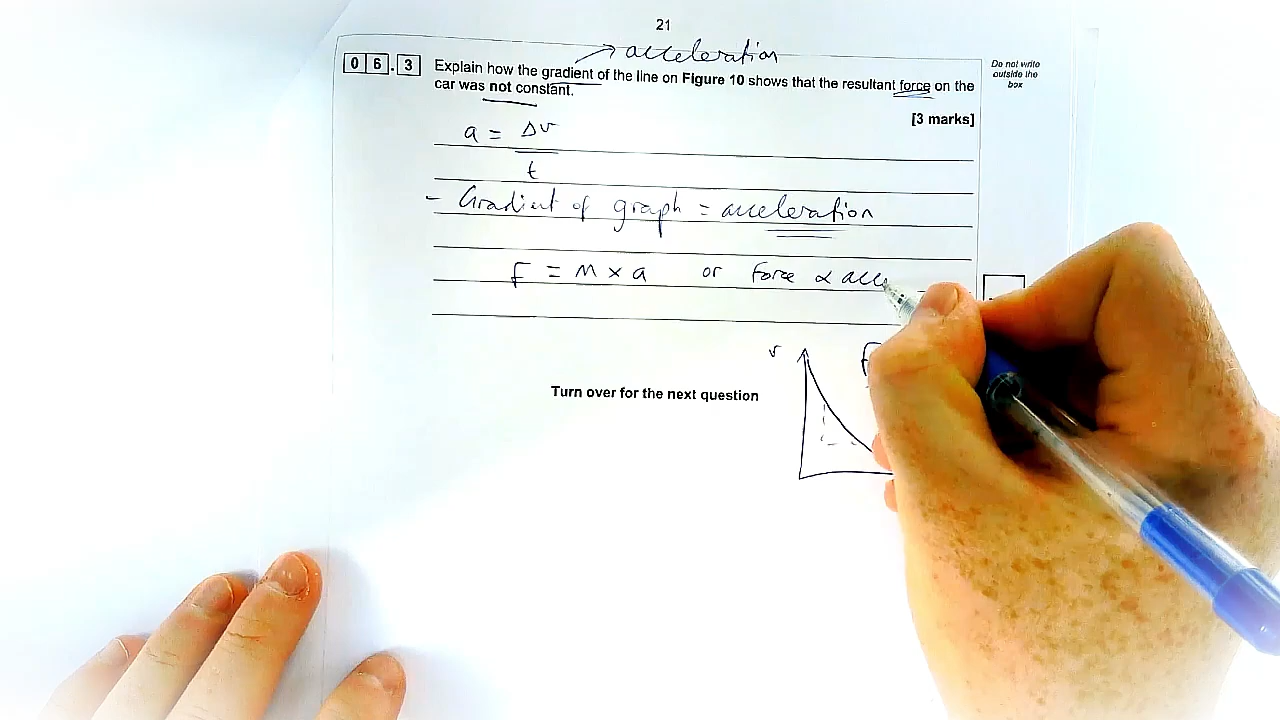 21
→ acceleration
0 6 . 3 Explain how the gradient of the line on Figure 10 shows that the resultant force on the
car was not constant.
Do not write
outside the
box
[3 marks]
a = Δv
t
- Gradient of graph = acceleration
F = m × a or force ∝ acc
v
Turn over for the next question